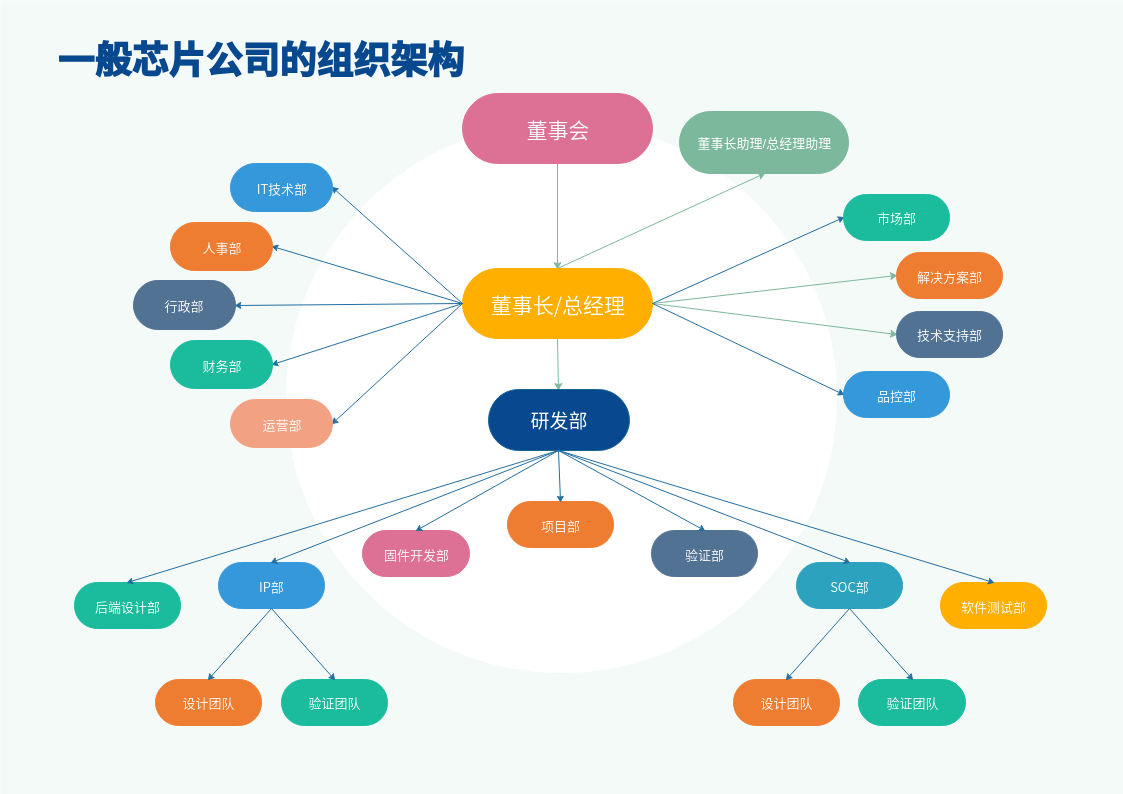 一般芯片公司的组织架构
董事会
董事长助理/总经理助理
IT技术部
人事部
行政部
财务部
运营部
董事长/总经理
市场部
解决方案部
技术支持部
品控部
研发部
后端设计部
IP部
固件开发部
项目部
验证部
SOC部
软件测试部
设计团队
验证团队
设计团队
验证团队